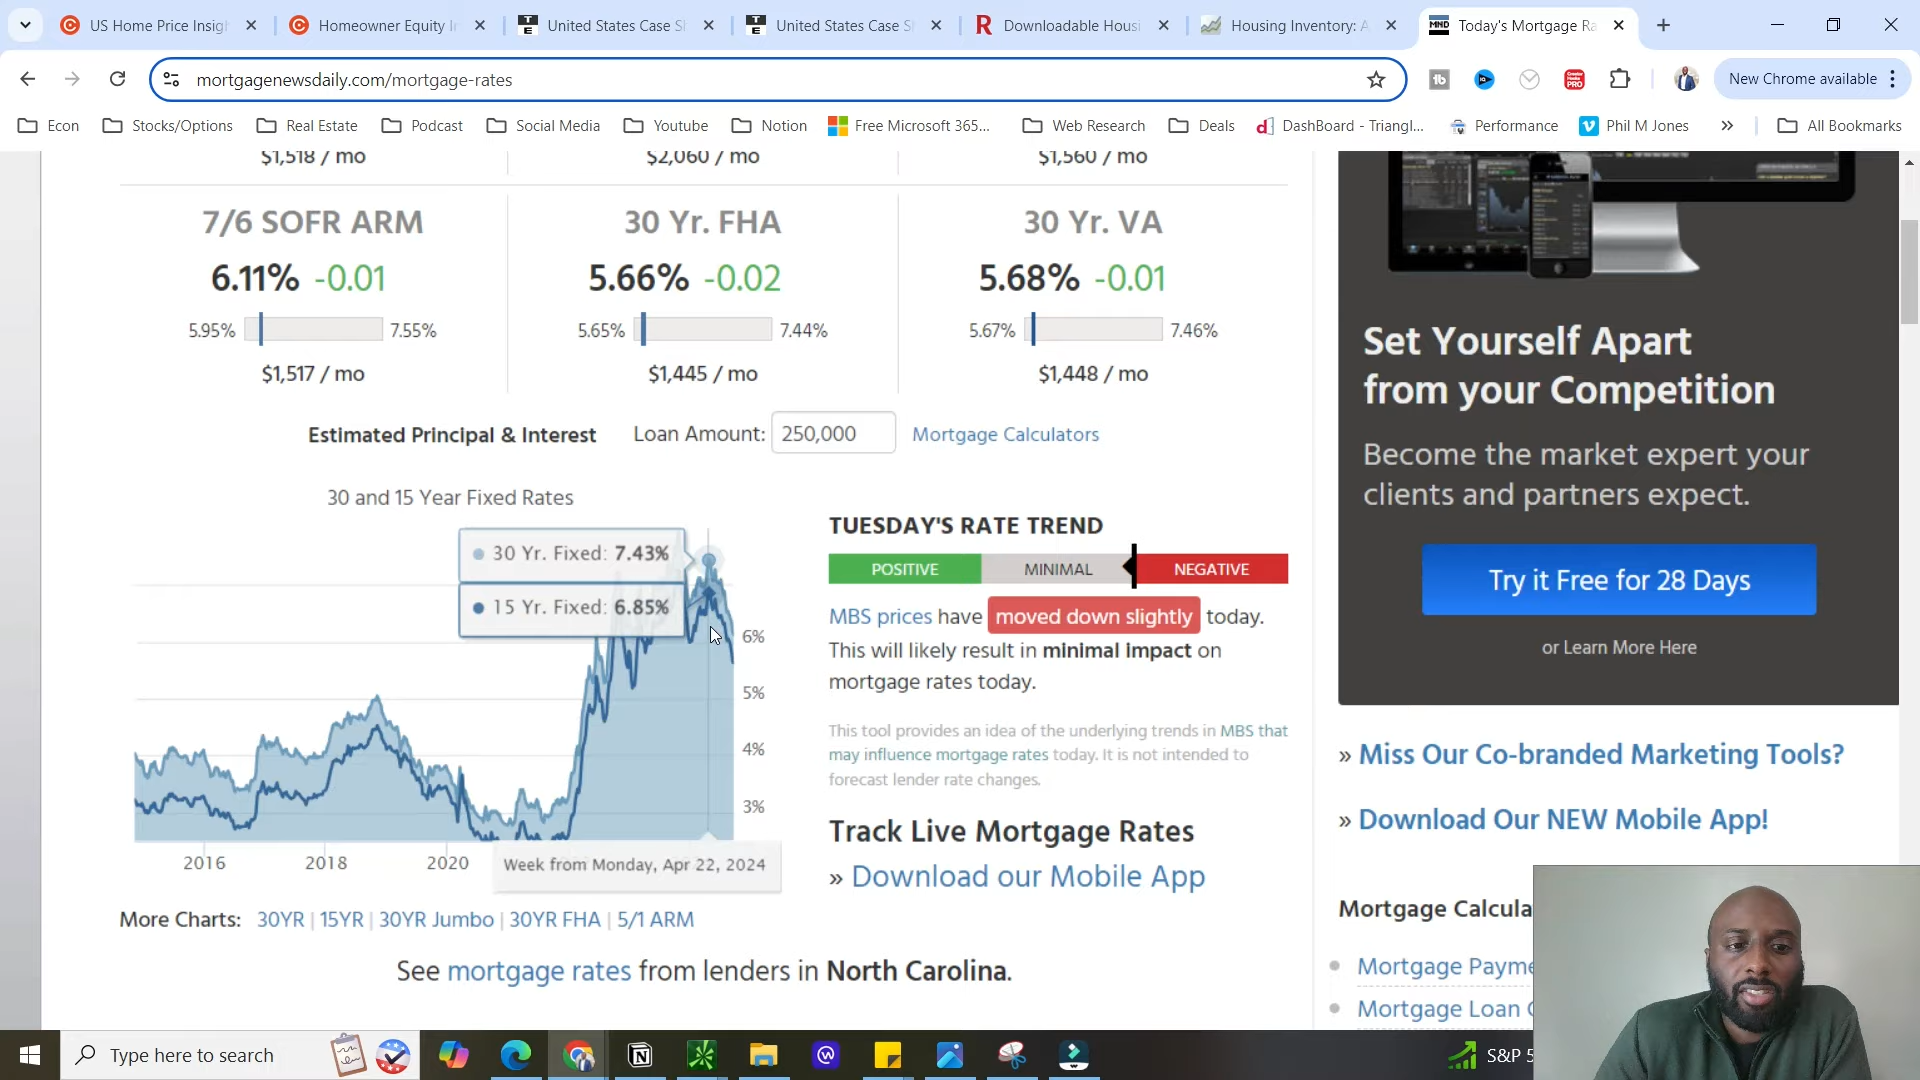 US Home Price Insigh
Homeowner Equity In
United States Case S
United States Case S
Downloadable Housi
Housing Inventory: A
MND
Today's Mortgage Ra
mortgagenewsdaily.com/mortgage-rates
New Chrome available
Econ
Stocks/Options
Real Estate
Podcast
Social Media
Youtube
Notion
Free Microsoft 365...
Web Research
Deals
DashBoard - Triangl...
Performance
Phil M Jones
All Bookmarks
$1,518 / mo
$2,060 / mo
$1,560 / mo
7/6 SOFR ARM
30 Yr. FHA
30 Yr. VA
6.11% -0.01
5.66% -0.02
5.68% -0.01
5.95% 7.55%
5.65% 7.44%
5.67% 7.46%
$1,517 / mo
$1,445 / mo
$1,448 / mo
Estimated Principal & Interest Loan Amount: 250,000 Mortgage Calculators
30 and 15 Year Fixed Rates
30 Yr. Fixed: 7.43%
15 Yr. Fixed: 6.85%
6%
5%
4%
3%
2016 2018 2020
Week from Monday, Apr 22, 2024
More Charts: 30YR | 15YR | 30YR Jumbo | 30YR FHA | 5/1 ARM
See mortgage rates from lenders in North Carolina.
TUESDAY'S RATE TREND
POSITIVE MINIMAL NEGATIVE
MBS prices have moved down slightly today.
This will likely result in minimal impact on
mortgage rates today.
This tool provides an idea of the underlying trends in MBS that
may influence mortgage rates today. It is not intended to
forecast lender rate changes.
Track Live Mortgage Rates
» Download our Mobile App
Set Yourself Apart
from your Competition
Become the market expert your
clients and partners expect.
Try it Free for 28 Days
or Learn More Here
» Miss Our Co-branded Marketing Tools?
» Download Our NEW Mobile App!
Mortgage Calcula
Mortgage Payme
Mortgage Loan C
Type here to search
S&P 5